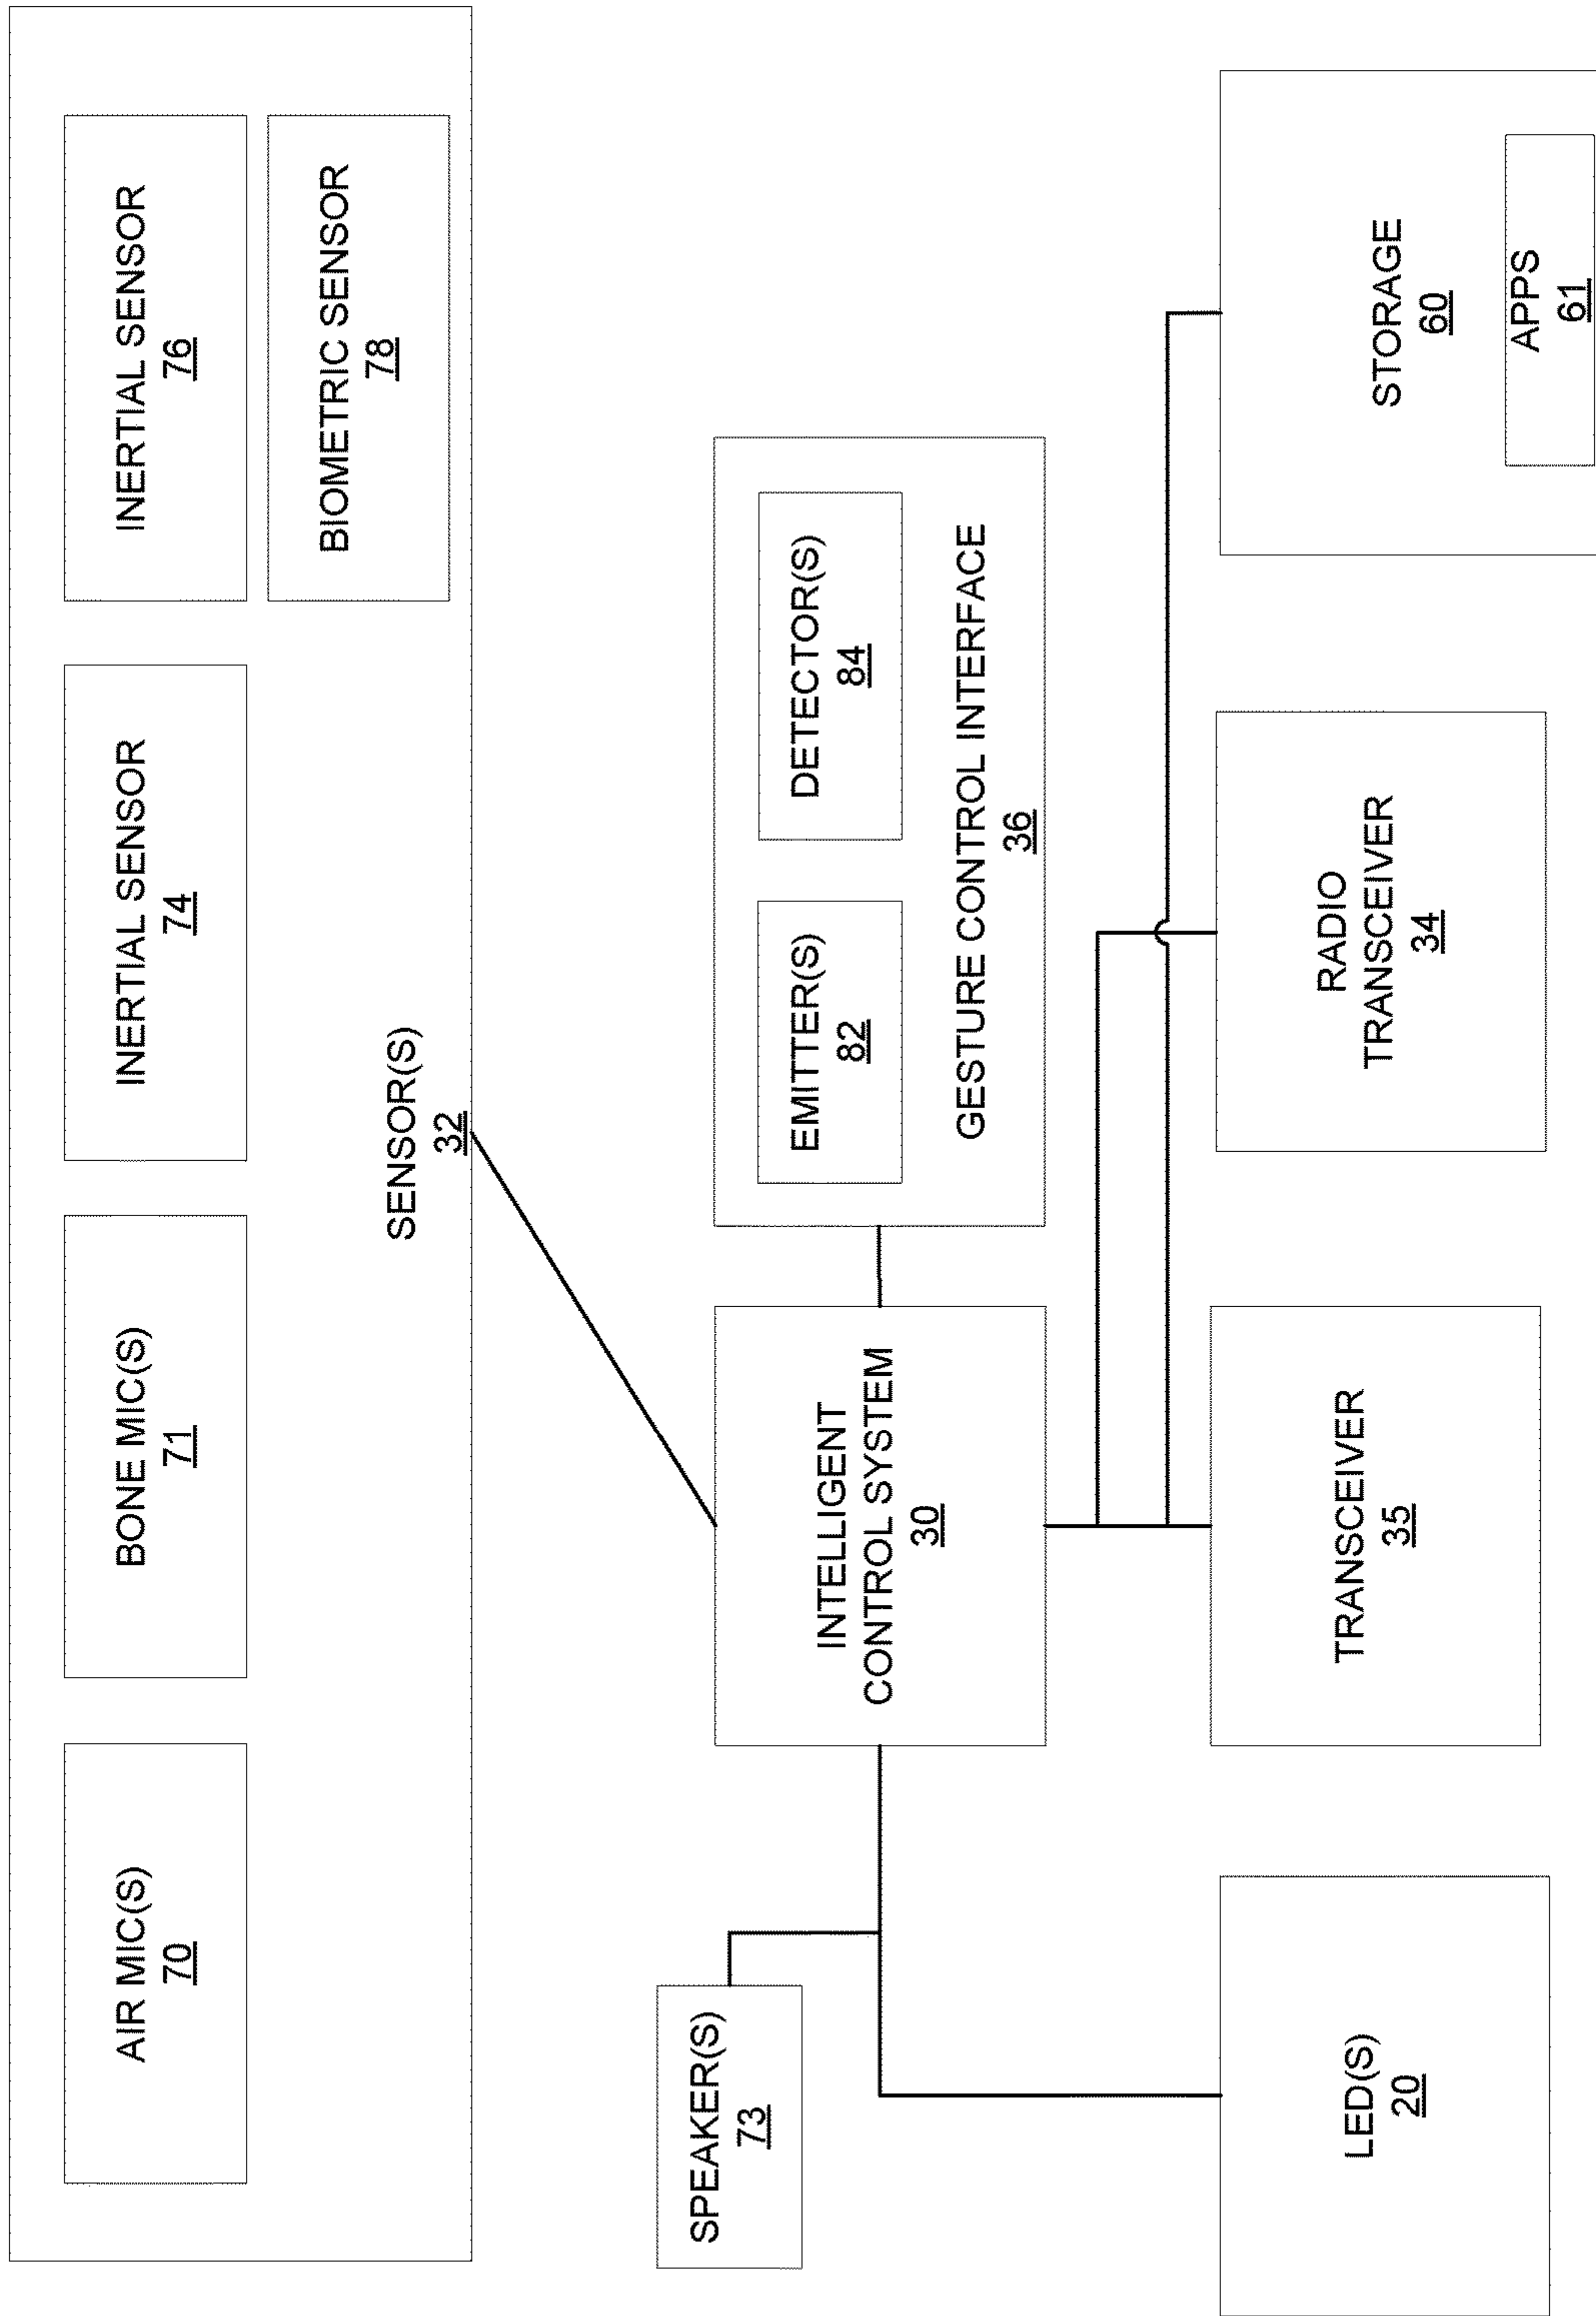 AIR MIC(S)
70
BONE MIC(S)
71
INERTIAL SENSOR
74
INERTIAL SENSOR
76
BIOMETRIC SENSOR
78
SENSOR(S)
32
SPEAKER(S)
73
INTELLIGENT
CONTROL SYSTEM
30
EMITTER(S)
82
DETECTOR(S)
84
GESTURE CONTROL INTERFACE
36
LED(S)
20
TRANSCEIVER
35
RADIO
TRANSCEIVER
34
STORAGE
60
APPS
61